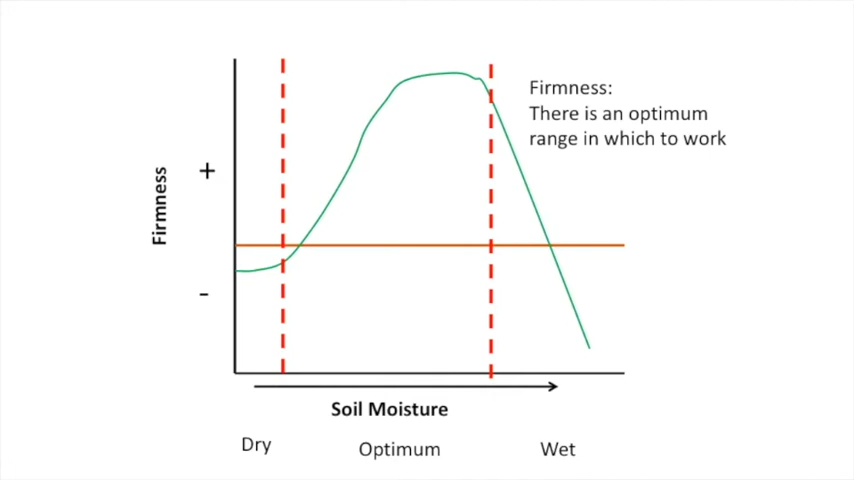 Firmness:
There is an optimum
range in which to work
+
Firmness
-
Soil Moisture
Dry
Optimum
Wet